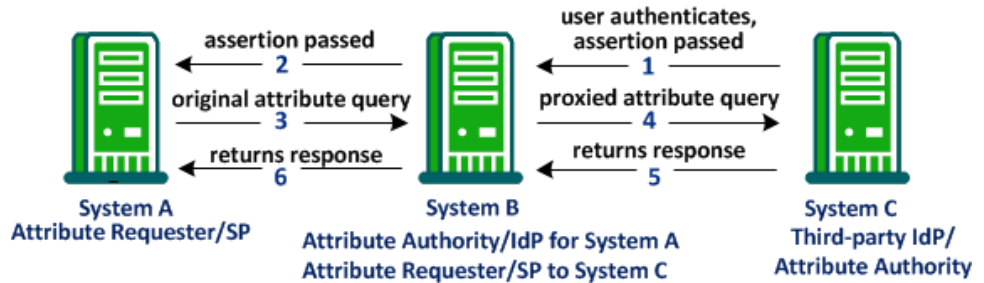 assertion passed
2
user authenticates,
assertion passed
1
original attribute query
3
proxied attribute query
4
returns response
6
returns response
5
System A
Attribute Requester/SP
System B
Attribute Authority/IdP for System A
Attribute Requester/SP to System C
System C
Third-party IdP/
Attribute Authority